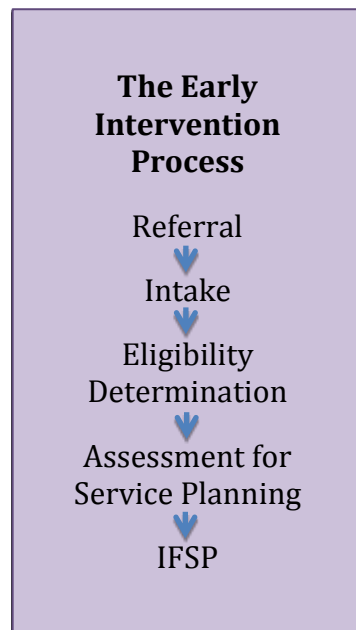 The Early
Intervention
Process
Referral
Intake
Eligibility
Determination
Assessment for
Service Planning
IFSP